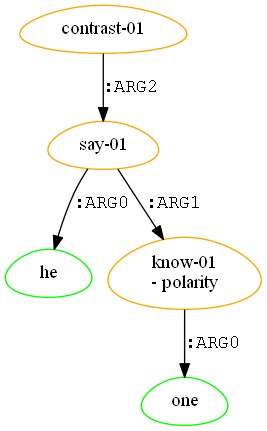 contrast-01
:ARG2
say-01
:ARG0
:ARG1
he
know-01
- polarity
:ARG0
one